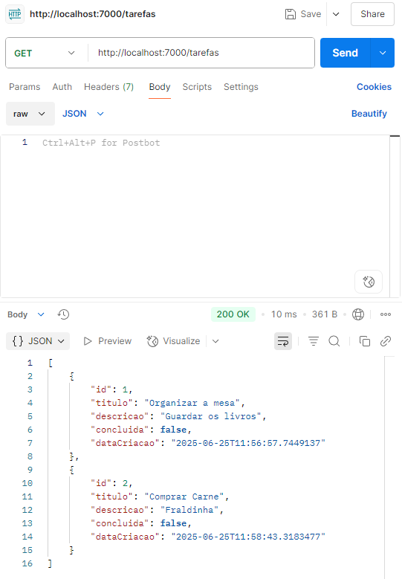 HTTP http://localhost:7000/tarefas Save Share
GET http://localhost:7000/tarefas Send
Params Auth Headers (7) Body Scripts Settings Cookies
raw JSON Beautify
1 Ctrl+Alt+P for Postbot
Body 200 OK • 10 ms • 361 B
{} JSON Preview Visualize
1 [
2 {
3 "id": 1,
4 "titulo": "Organizar a mesa",
5 "descricao": "Guardar os livros",
6 "concluida": false,
7 "dataCriacao": "2025-06-25T11:56:57.7449137"
8 },
9 {
10 "id": 2,
11 "titulo": "Comprar Carne",
12 "descricao": "Fraldinha",
13 "concluida": false,
14 "dataCriacao": "2025-06-25T11:58:43.3183477"
15 }
16 ]